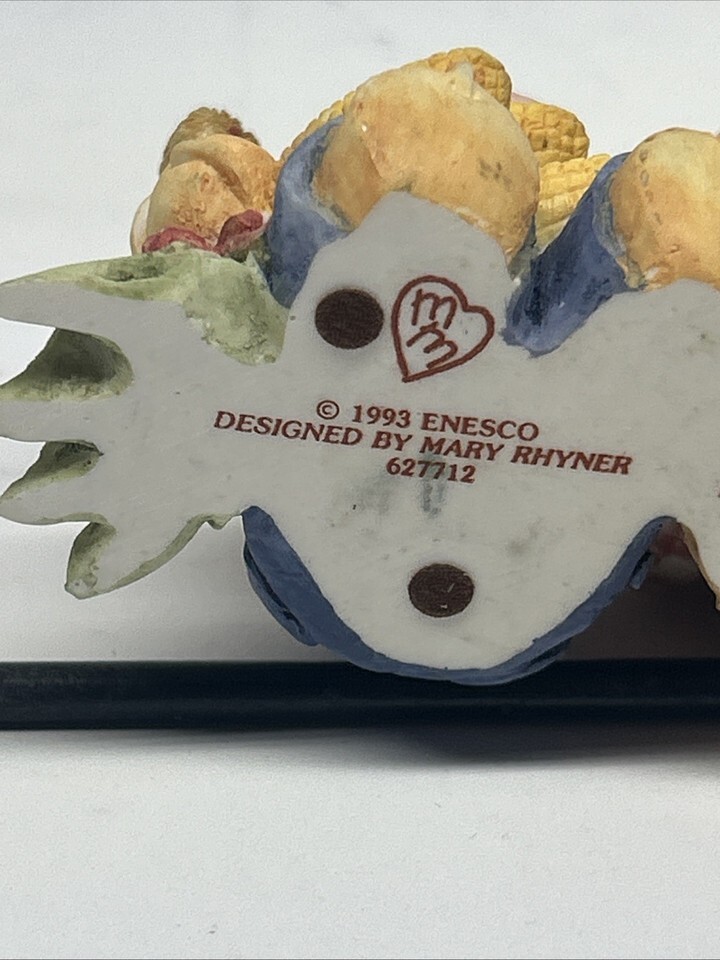 © 1993 ENESCO
DESIGNED BY MARY RHYNER
627712